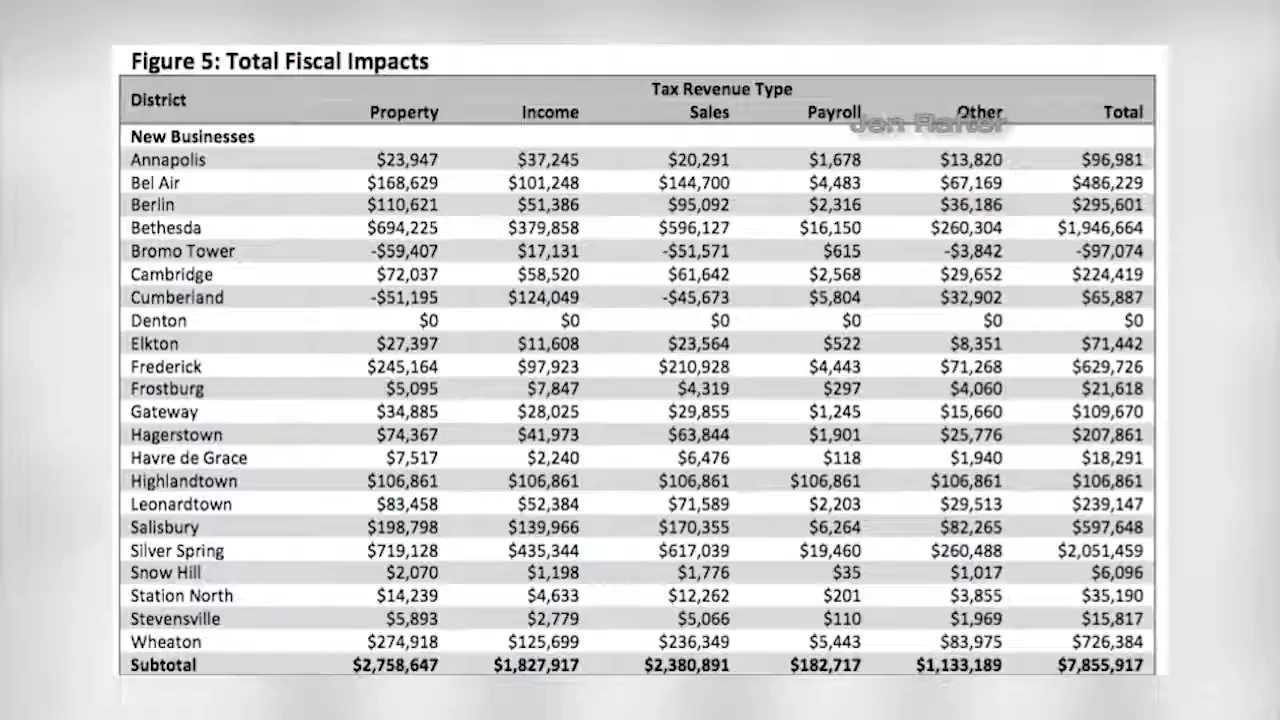 Figure 5: Total Fiscal Impacts
Tax Revenue Type
District Property Income Sales Payroll Other Total
New Businesses
Annapolis $23,947 $37,245 $20,291 $1,678 $13,820 $96,981
Bel Air $168,629 $101,248 $144,700 $4,483 $67,169 $486,229
Berlin $110,621 $51,386 $95,092 $2,316 $36,186 $295,601
Bethesda $694,225 $379,858 $596,127 $16,150 $260,304 $1,946,664
Bromo Tower -$59,407 $17,131 -$51,571 $615 -$3,842 -$97,074
Cambridge $72,037 $58,520 $61,642 $2,568 $29,652 $224,419
Cumberland -$51,195 $124,049 -$45,673 $5,804 $32,902 $65,887
Denton $0 $0 $0 $0 $0 $0
Elkton $27,397 $11,608 $23,564 $522 $8,351 $71,442
Frederick $245,164 $97,923 $210,928 $4,443 $71,268 $629,726
Frostburg $5,095 $7,847 $4,319 $297 $4,060 $21,618
Gateway $34,885 $28,025 $29,855 $1,245 $15,660 $109,670
Hagerstown $74,367 $41,973 $63,844 $1,901 $25,776 $207,861
Havre de Grace $7,517 $2,240 $6,476 $118 $1,940 $18,291
Highlandtown $106,861 $106,861 $106,861 $106,861 $106,861 $106,861
Leonardtown $83,458 $52,384 $71,589 $2,203 $29,513 $239,147
Salisbury $198,798 $139,966 $170,355 $6,264 $82,265 $597,648
Silver Spring $719,128 $435,344 $617,039 $19,460 $260,488 $2,051,459
Snow Hill $2,070 $1,198 $1,776 $35 $1,017 $6,096
Station North $14,239 $4,633 $12,262 $201 $3,855 $35,190
Stevensville $5,893 $2,779 $5,066 $110 $1,969 $15,817
Wheaton $274,918 $125,699 $236,349 $5,443 $83,975 $726,384
Subtotal $2,758,647 $1,827,917 $2,380,891 $182,717 $1,133,189 $7,855,917